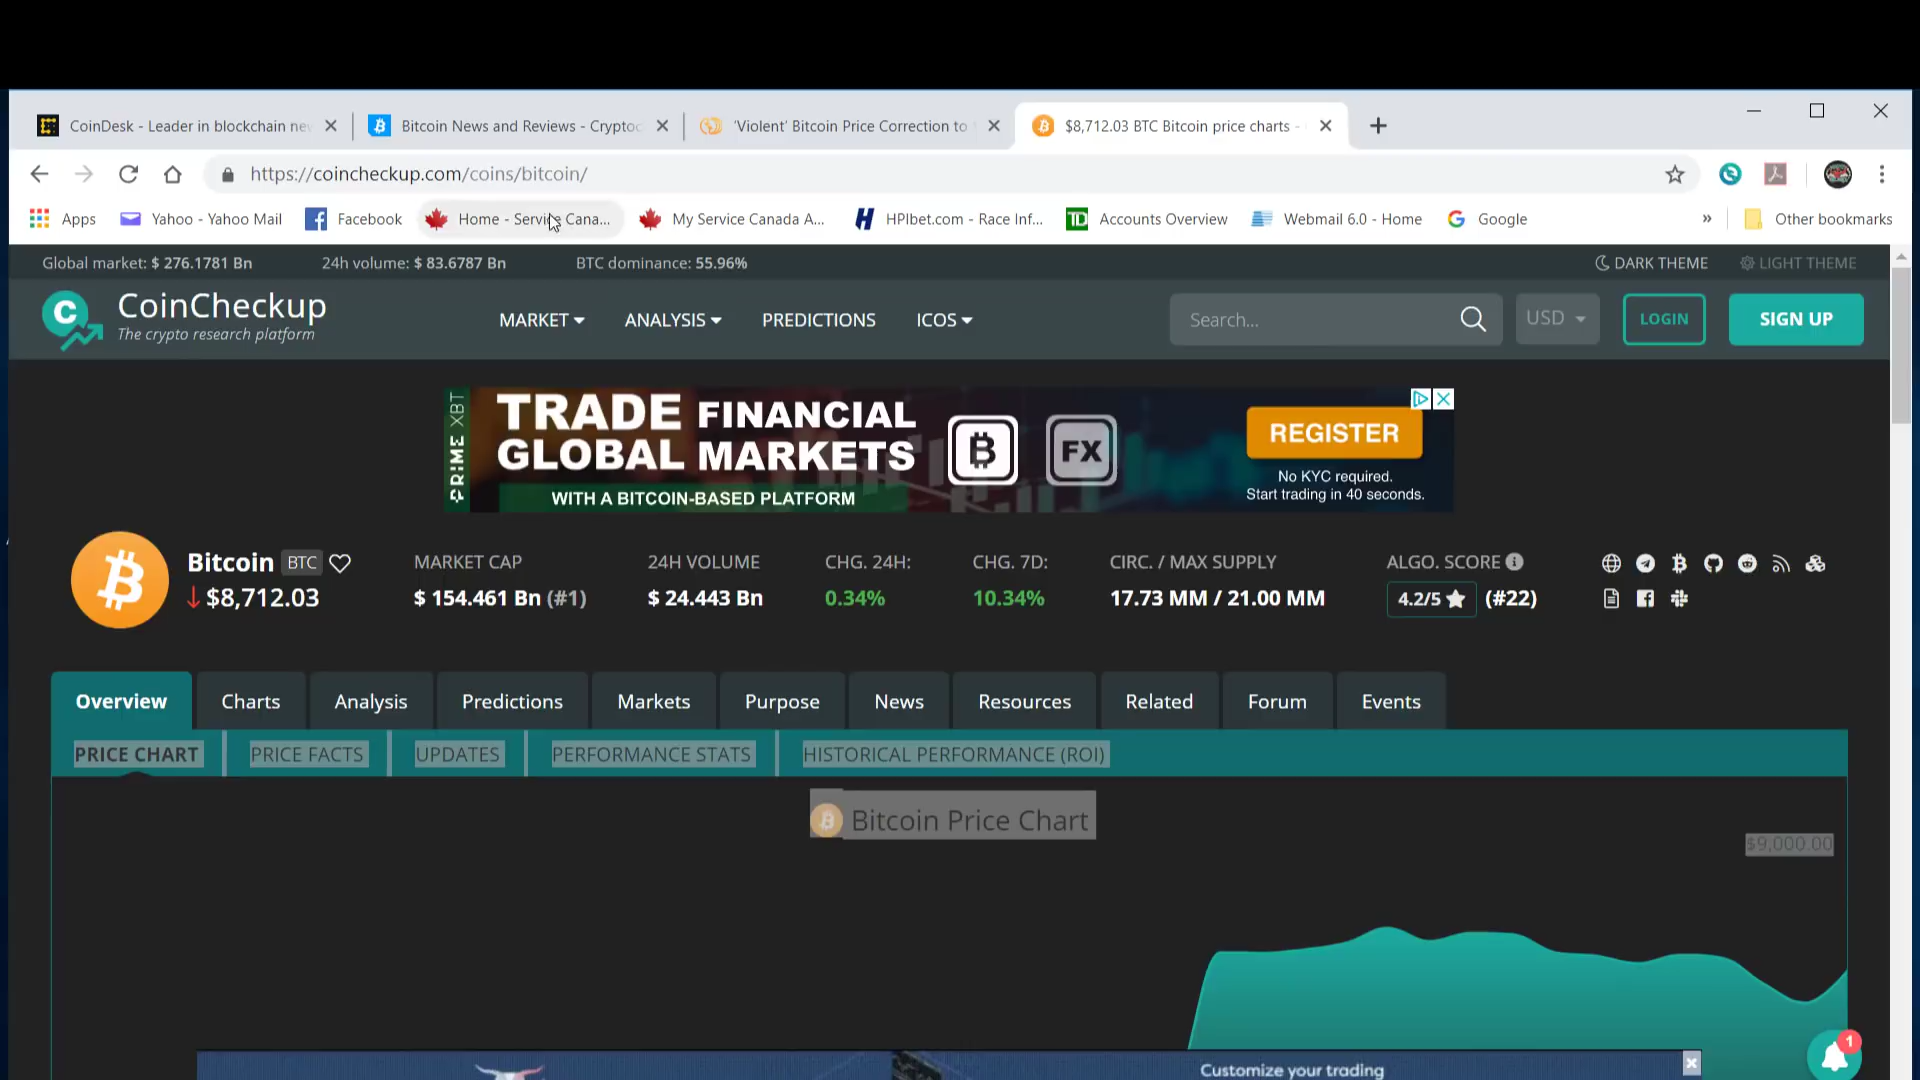 CoinDesk - Leader in blockchain ne
Bitcoin News and Reviews - Cryptoc
'Violent' Bitcoin Price Correction to
$8,712.03 BTC Bitcoin price charts -
https://coincheckup.com/coins/bitcoin/
Apps
Yahoo - Yahoo Mail
Facebook
Home - Service Cana...
My Service Canada A...
HPIbet.com - Race Inf...
TD
Accounts Overview
Webmail 6.0 - Home
Google
»
Other bookmarks
Global market: $ 276.1781 Bn
24h volume: $ 83.6787 Bn
BTC dominance: 55.96%
DARK THEME
LIGHT THEME
CoinCheckup
The crypto research platform
MARKET
ANALYSIS
PREDICTIONS
ICOS
Search...
USD
LOGIN
SIGN UP
PRIME XBT
TRADE FINANCIAL
GLOBAL MARKETS
WITH A BITCOIN-BASED PLATFORM
FX
REGISTER
No KYC required.
Start trading in 40 seconds.
Bitcoin BTC
$8,712.03
MARKET CAP
$ 154.461 Bn (#1)
24H VOLUME
$ 24.443 Bn
CHG. 24H:
0.34%
CHG. 7D:
10.34%
CIRC. / MAX SUPPLY
17.73 MM / 21.00 MM
ALGO. SCORE
4.2/5 (#22)
Overview
Charts
Analysis
Predictions
Markets
Purpose
News
Resources
Related
Forum
Events
PRICE CHART
PRICE FACTS
UPDATES
PERFORMANCE STATS
HISTORICAL PERFORMANCE (ROI)
Bitcoin Price Chart
$9,000.00
1
Customize your trading